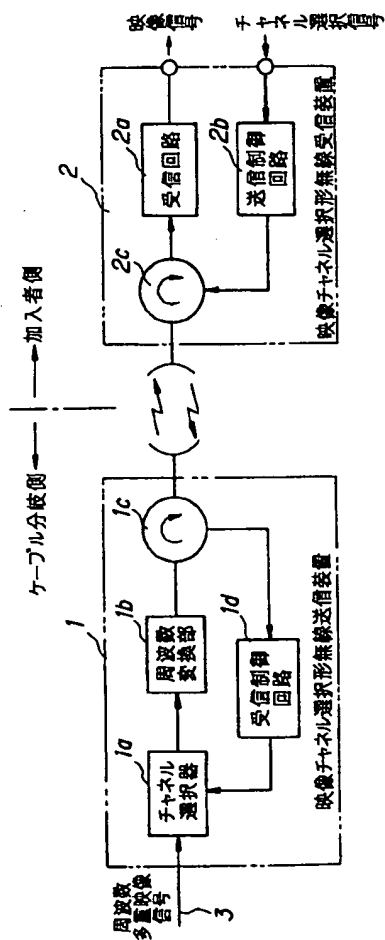 ケーブル分岐側
加入者側
1
1a
チャネル
選択器
1b
周波数
変換部
1c
1d
受信制御
回路
周波数
多重映像
信号
3
映像チャネル選択形無線送信装置
2
2a
受信回路
2b
送信制御
回路
2c
映像チャネル選択形無線受信装置
映像
信号
チャネル選択信号